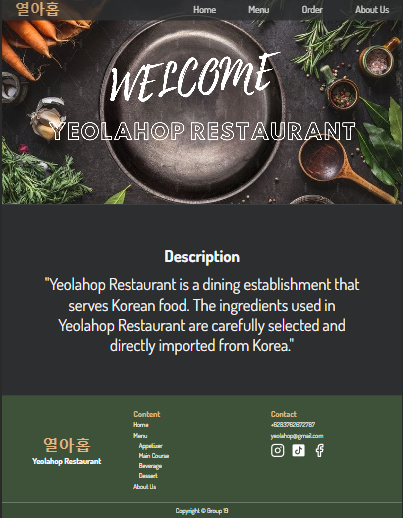 열아홉 Home Menu Order About Us
WELCOME
YEOLAHOP RESTAURANT
Description
"Yeolahop Restaurant is a dining establishment that
serves Korean food. The ingredients used in
Yeolahop Restaurant are carefully selected and
directly imported from Korea."
열아홉
Yeolahop Restaurant
Content
Home
Menu
Appetizer
Main Course
Beverage
Dessert
About Us
Contact
+6283762672787
yeolahop@gmail.com
Copyright © Group 19